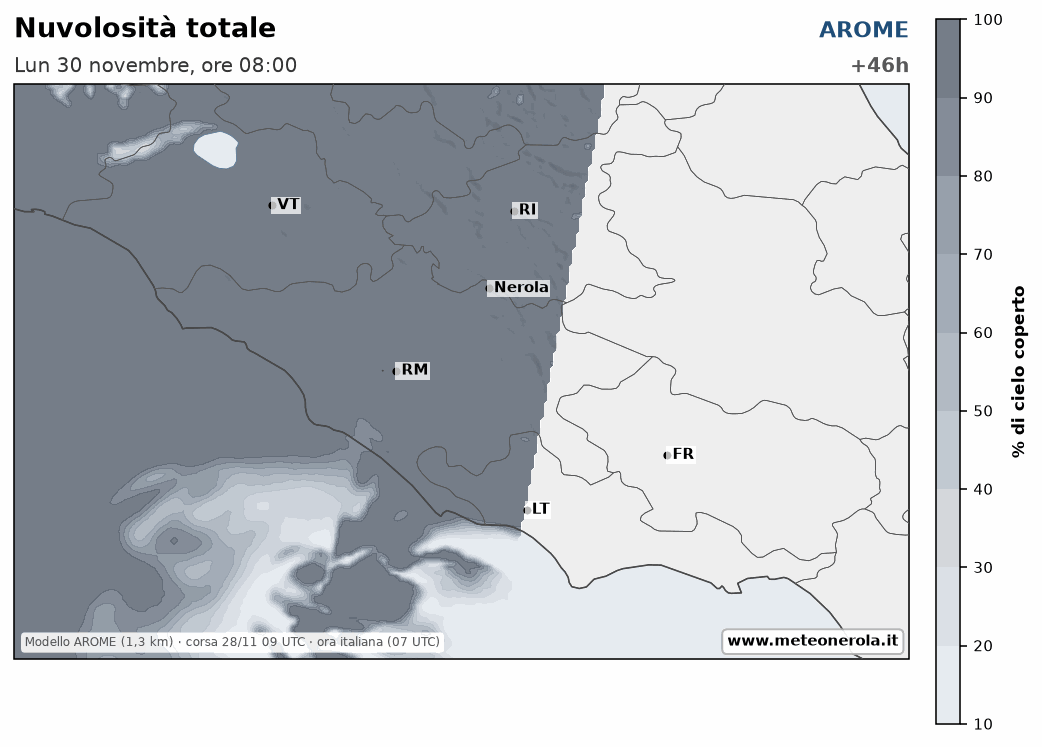 Nuvolosità totale
AROME
Lun 30 novembre, ore 08:00
+46h
100
90
80
70
60
50
40
30
20
10
% di cielo coperto
VT
RI
Nerola
RM
FR
LT
Modello AROME (1,3 km) · corsa 28/11 09 UTC · ora italiana (07 UTC)
www.meteonerola.it